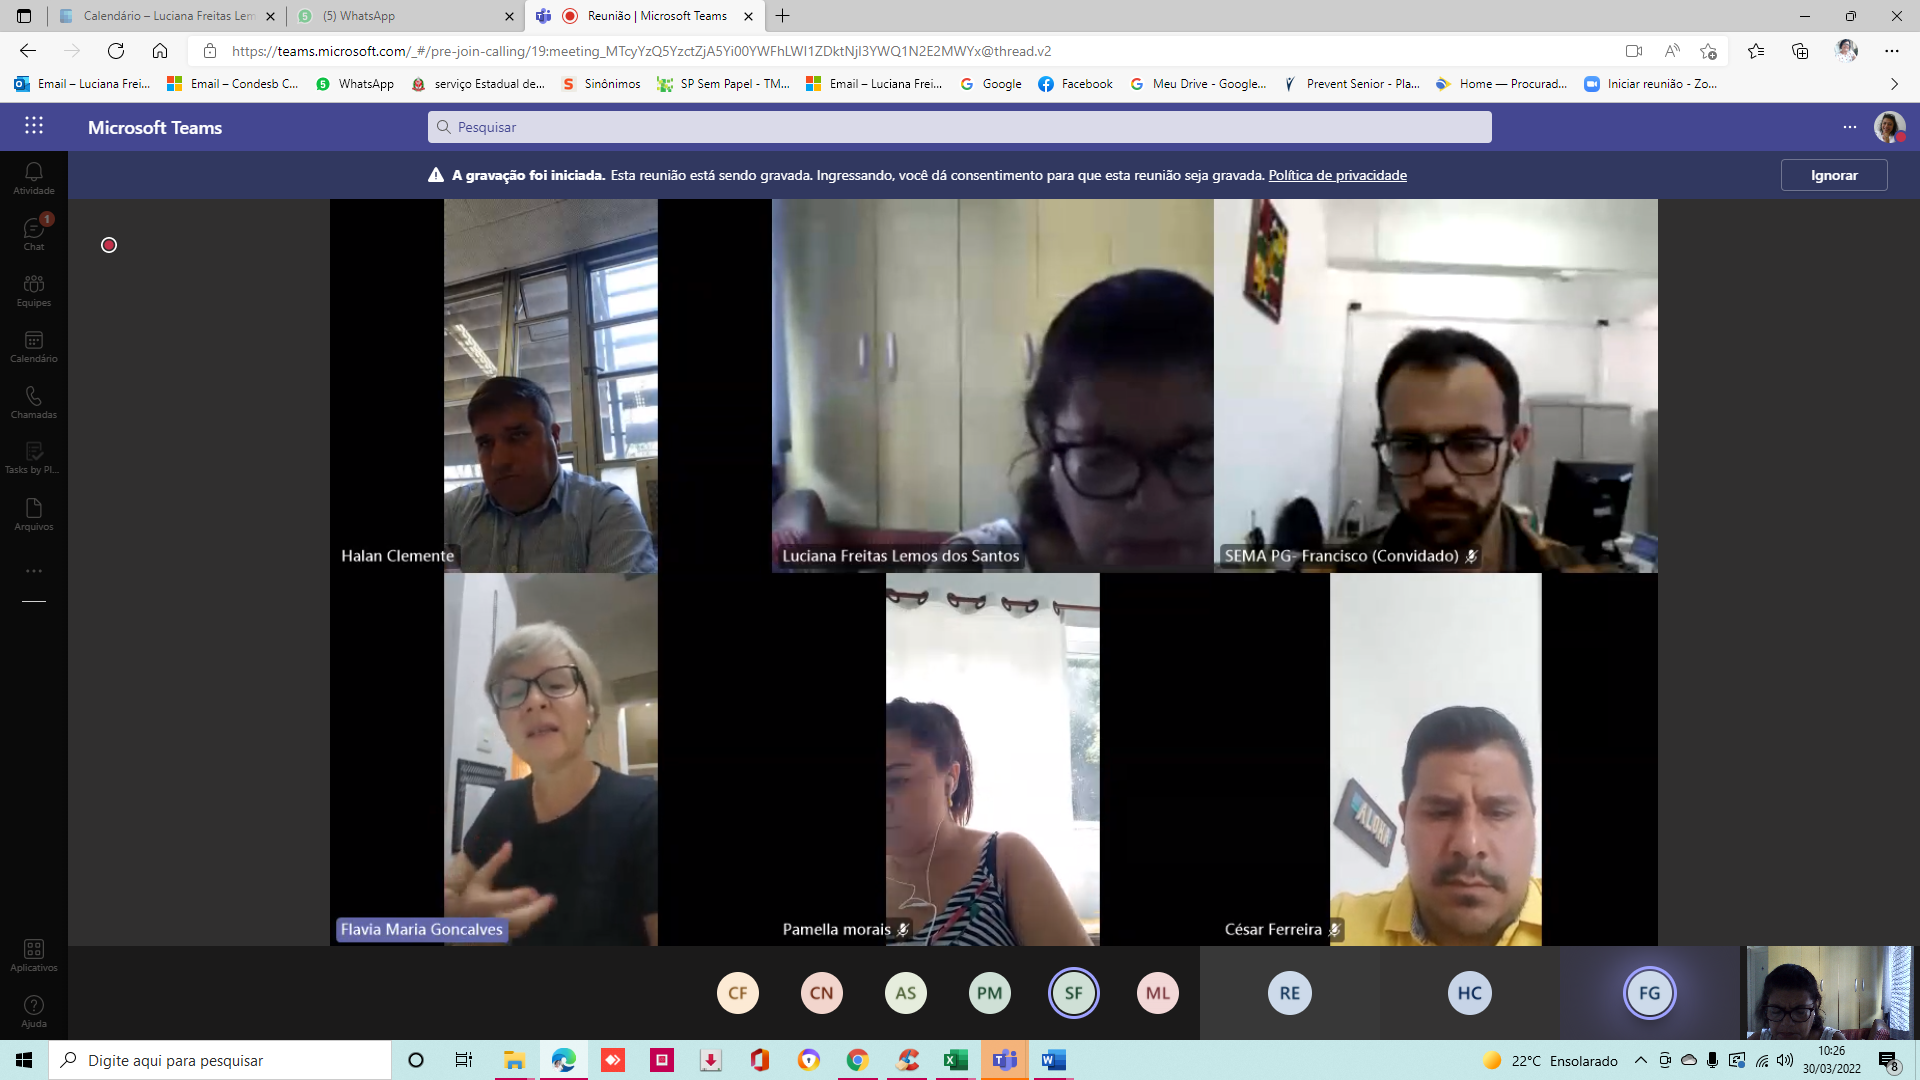 Calendário – Luciana Freitas Lem
(5) WhatsApp
Reunião | Microsoft Teams
https://teams.microsoft.com/_#/pre-join-calling/19:meeting_MTcyYzQ5YzctZjA5Yi00YWFhLWI1ZDktNjI3YWQ1N2E2MWYx@thread.v2
Email – Luciana Frei...
Email – Condesb C...
WhatsApp
serviço Estadual de...
Sinônimos
SP Sem Papel - TM...
Email – Luciana Frei...
Google
Facebook
Meu Drive - Google...
Prevent Senior - Pla...
Home — Procurad...
Iniciar reunião - Zo...
Microsoft Teams
Pesquisar
A gravação foi iniciada. Esta reunião está sendo gravada. Ingressando, você dá consentimento para que esta reunião seja gravada. Política de privacidade
Ignorar
Atividade
1
Chat
Equipes
Calendário
Chamadas
Tasks by Pl...
Arquivos
Aplicativos
Ajuda
Halan Clemente
Luciana Freitas Lemos dos Santos
SEMA PG- Francisco (Convidado)
ALOHA
Flavia Maria Goncalves
Pamella morais
César Ferreira
CF
CN
AS
PM
SF
ML
RE
HC
FG
Digite aqui para pesquisar
22°C Ensolarado
10:26
30/03/2022
8